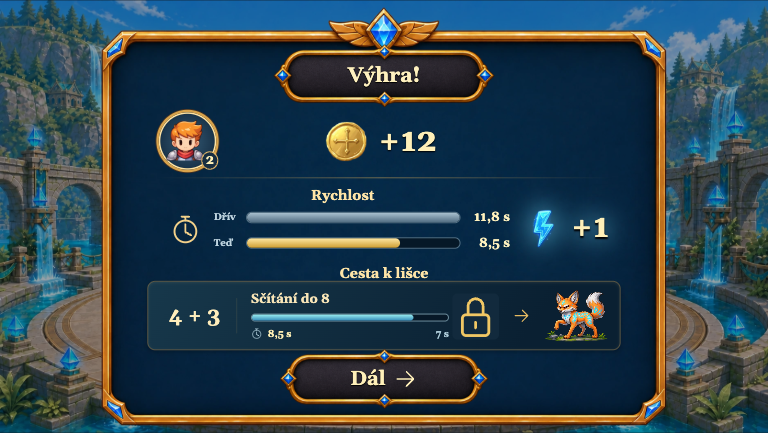 Výhra!
2
+12
Rychlost
Dřív 11,8 s
Teď 8,5 s
+1
Cesta k lišce
4 + 3
Sčítání do 8
8,5 s 7 s
Dál →